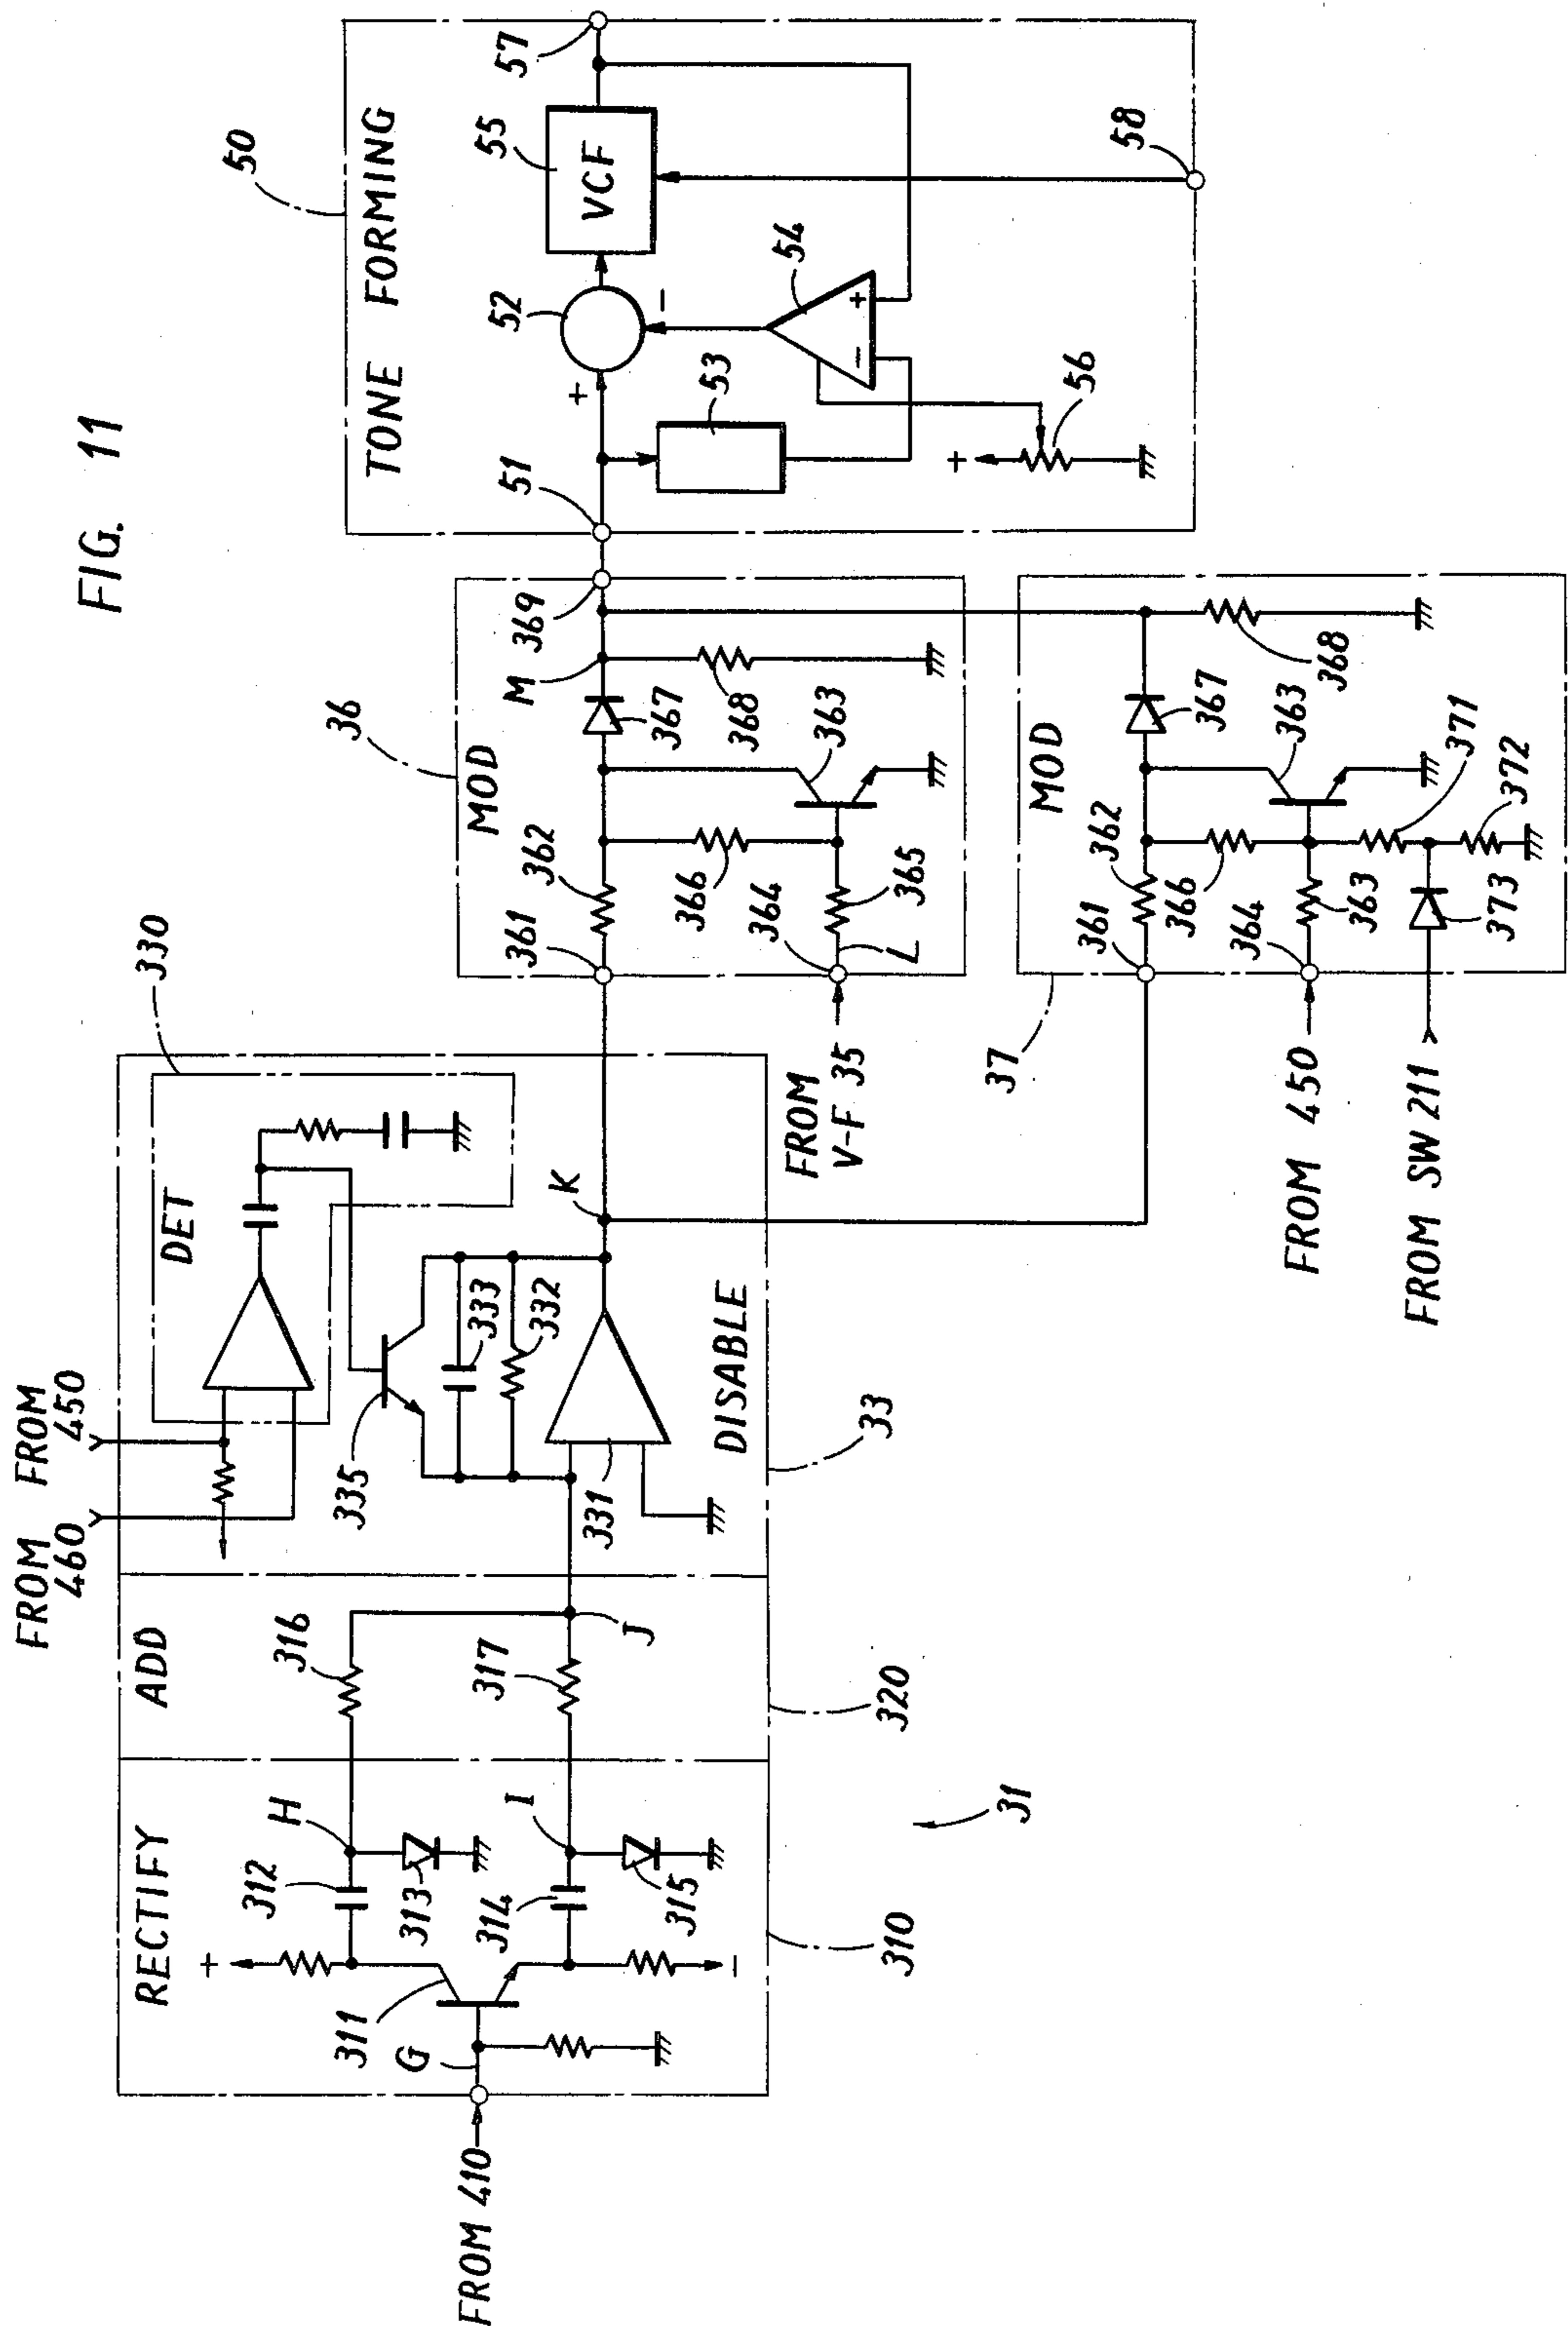 FIG. 11
50
TONE FORMING
51
+
52
−
53
54
−
+
55
VCF
56
+
57
58
36
MOD
361
362
366
364
365
L
M
367
368
363
369
FROM
V-F 35
37
MOD
361
362
366
364
363
367
363
368
371
372
373
FROM 450
FROM SW 211
330
DET
FROM
450
FROM
460
335
333
332
331
K
DISABLE
33
ADD
316
317
J
320
RECTIFY
H
312
313
I
314
315
+
−
311
G
310
31
FROM 410